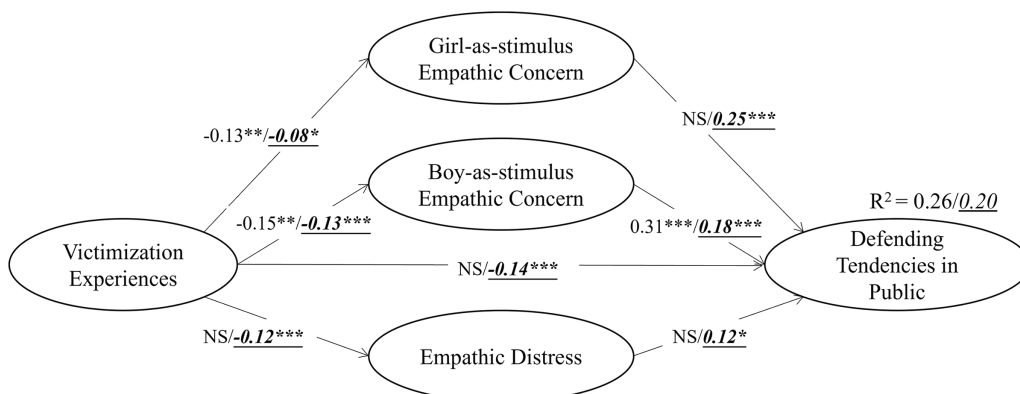 Girl-as-stimulus
Empathic Concern
NS/0.25***
-0.13**/-0.08*
Boy-as-stimulus
Empathic Concern
R² = 0.26/0.20
-0.15**/-0.13***
0.31***/0.18***
Victimization
Experiences
NS/-0.14***
Defending
Tendencies in
Public
NS/-0.12***
NS/0.12*
Empathic Distress